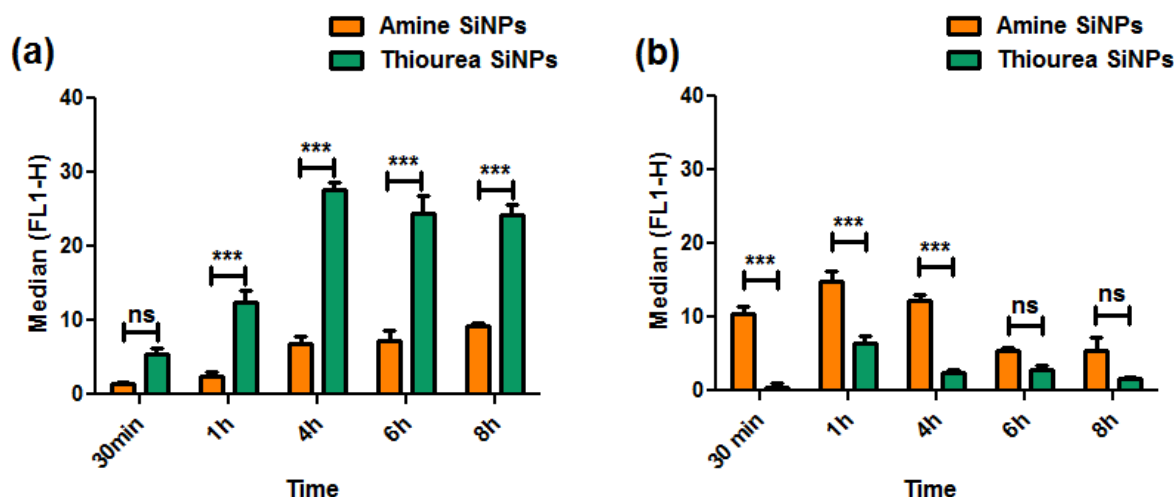 (a)
Amine SiNPs
Thiourea SiNPs
Median (FL1-H)
40
30
20
10
0
ns
***
***
***
***
30min
1h
4h
6h
8h
Time
(b)
Amine SiNPs
Thiourea SiNPs
Median (FL1-H)
40
30
20
10
0
***
***
***
ns
ns
30 min
1h
4h
6h
8h
Time